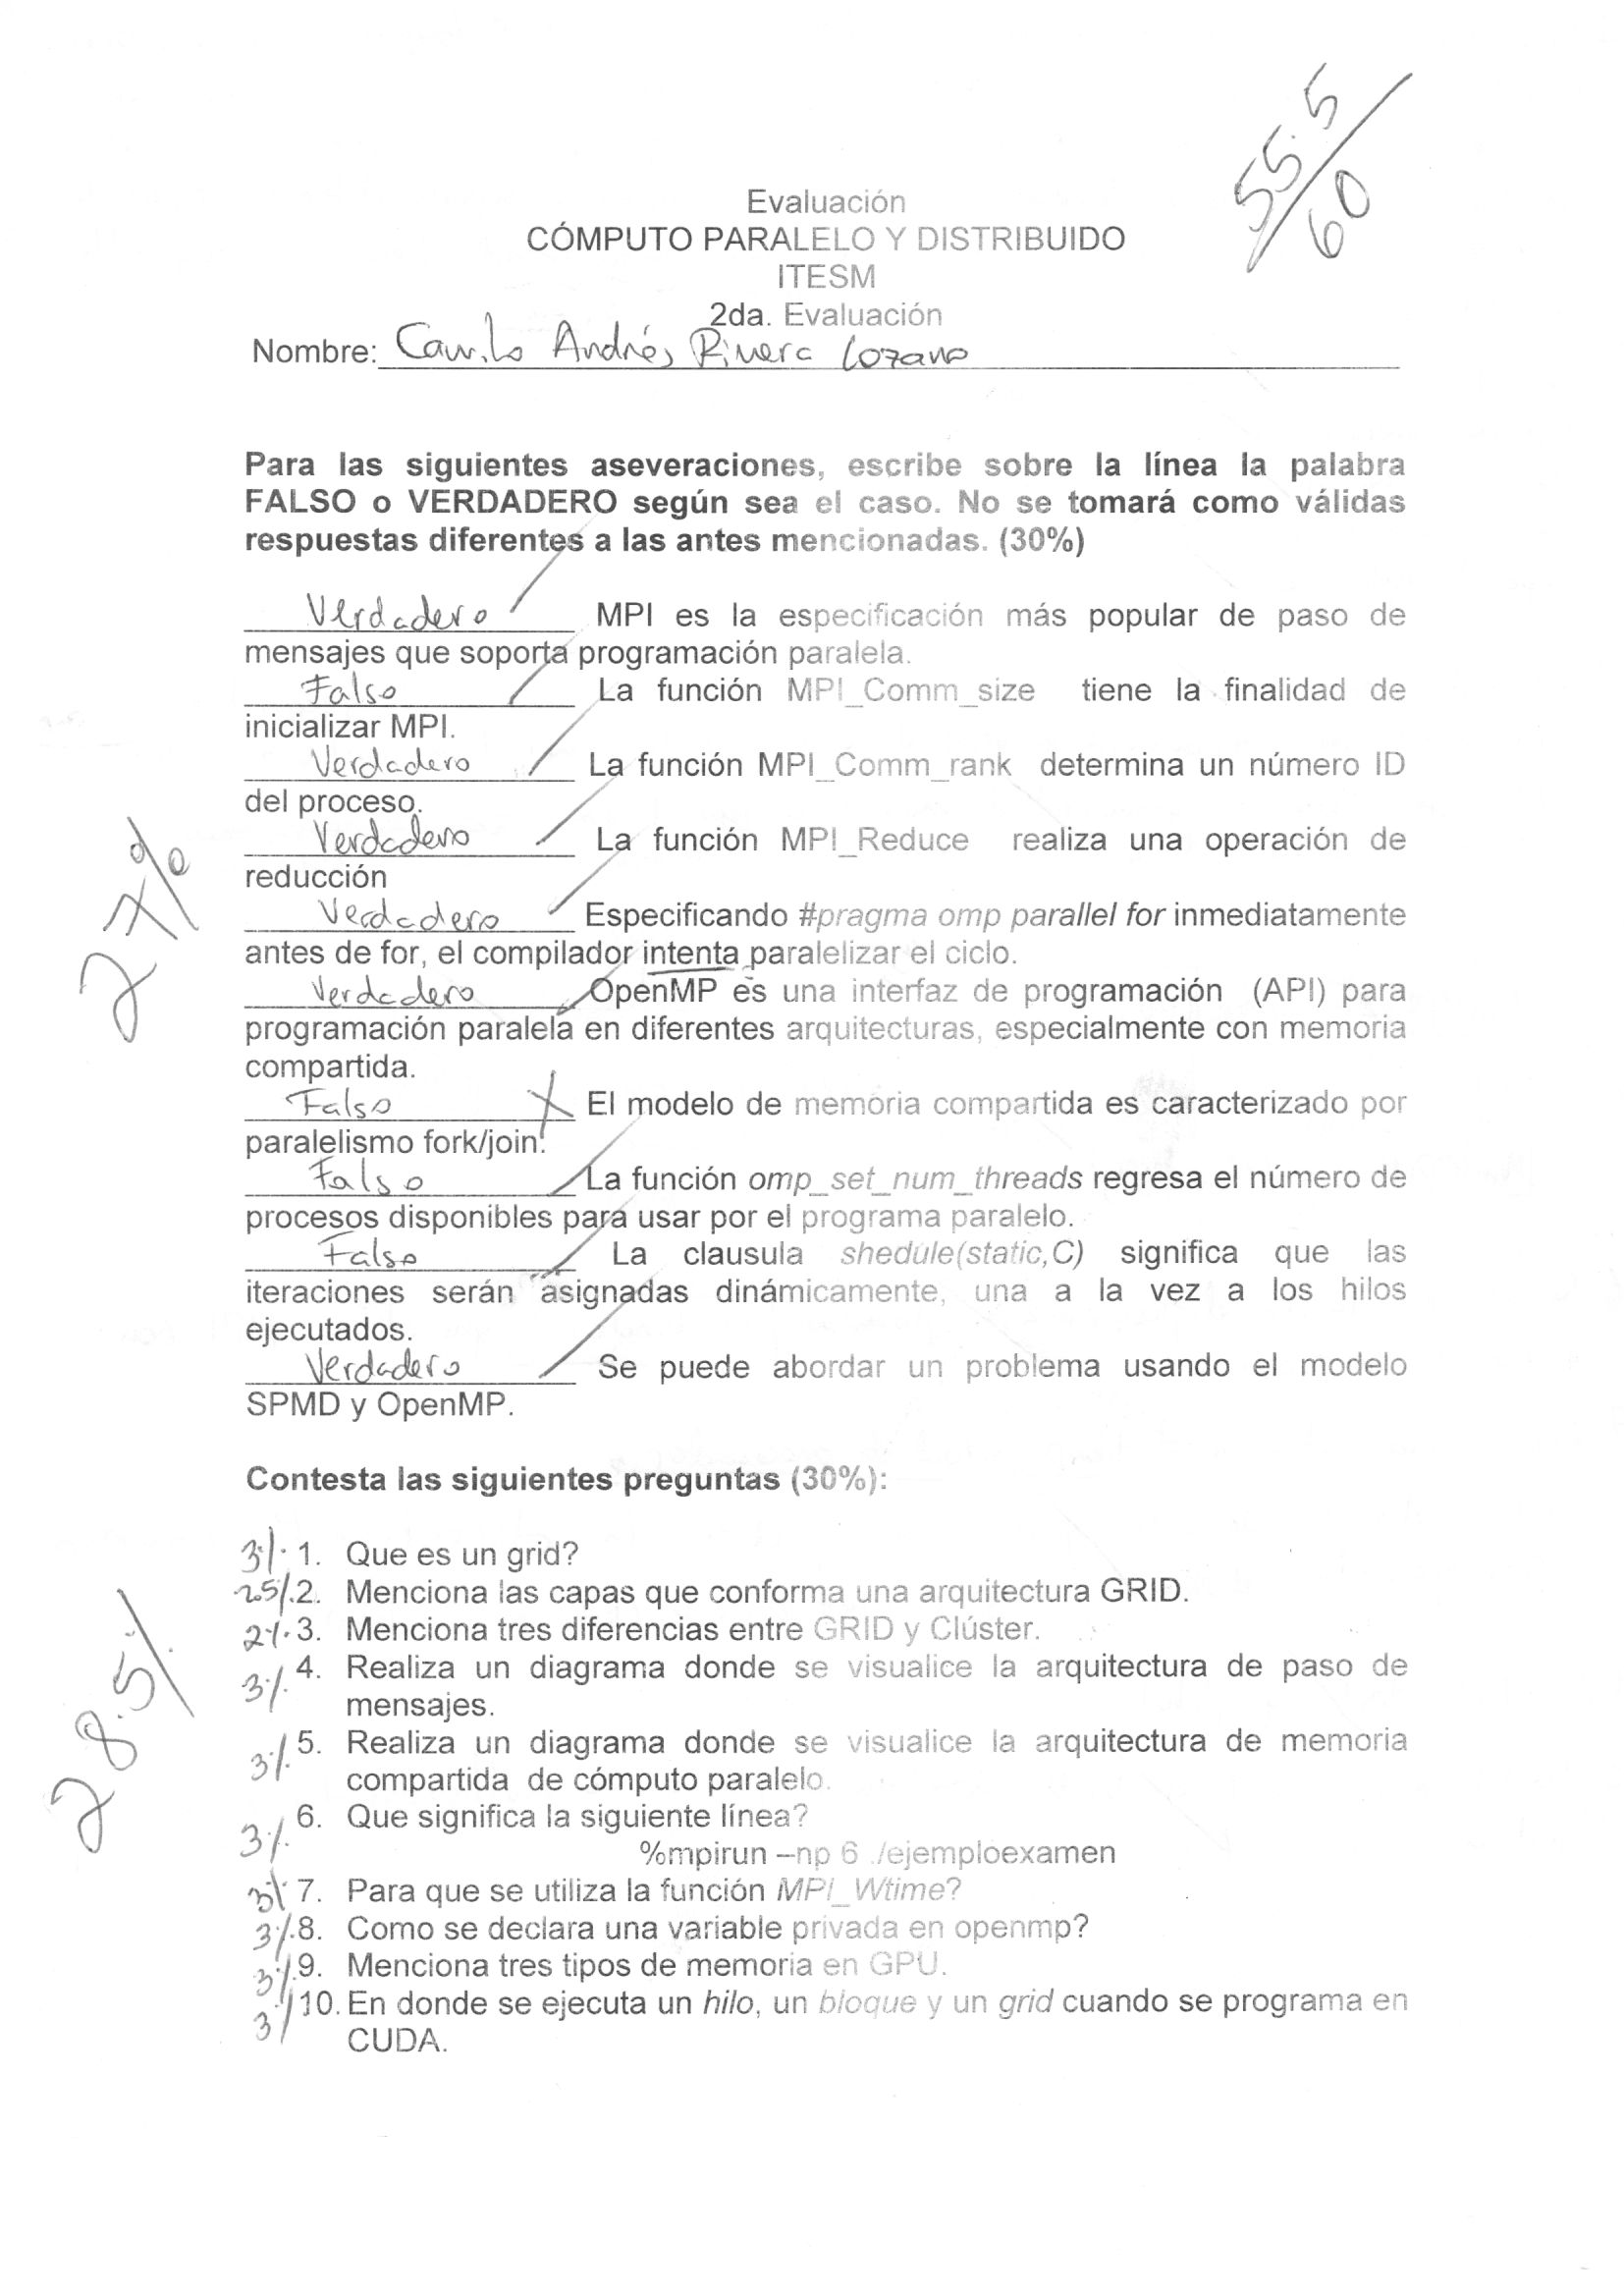 55.5/60
Evaluación
CÓMPUTO PARALELO Y DISTRIBUIDO
ITESM
2da. Evaluación
Nombre: Camilo Andrés Rivera Lozano
Para las siguientes aseveraciones, escribe sobre la línea la palabra
FALSO o VERDADERO según sea el caso. No se tomará como válidas
respuestas diferentes a las antes mencionadas. (30%)
Verdadero MPI es la especificación más popular de paso de
mensajes que soporta programación paralela.
Falso La función MPI_Comm_size tiene la finalidad de
inicializar MPI.
Verdadero La función MPI_Comm_rank determina un número ID
del proceso.
Verdadero La función MPI_Reduce realiza una operación de
reducción
27%
Verdadero Especificando #pragma omp parallel for inmediatamente
antes de for, el compilador intenta paralelizar el ciclo.
Verdadero OpenMP es una interfaz de programación (API) para
programación paralela en diferentes arquitecturas, especialmente con memoria
compartida.
Falso X El modelo de memoria compartida es caracterizado por
paralelismo fork/join.
Falso La función omp_set_num_threads regresa el número de
procesos disponibles para usar por el programa paralelo.
Falso La clausula shedule(static,C) significa que las
iteraciones serán asignadas dinámicamente, una a la vez a los hilos
ejecutados.
Verdadero Se puede abordar un problema usando el modelo
SPMD y OpenMP.
Contesta las siguientes preguntas (30%):
3% 1. Que es un grid?
2.5% 2. Menciona las capas que conforma una arquitectura GRID.
2% 3. Menciona tres diferencias entre GRID y Clúster.
3% 4. Realiza un diagrama donde se visualice la arquitectura de paso de
mensajes.
28.5%
3% 5. Realiza un diagrama donde se visualice la arquitectura de memoria
compartida de cómputo paralelo.
3% 6. Que significa la siguiente línea?
%mpirun –np 6 ./ejemploexamen
3% 7. Para que se utiliza la función MPI_Wtime?
3% 8. Como se declara una variable privada en openmp?
3% 9. Menciona tres tipos de memoria en GPU.
3% 10. En donde se ejecuta un hilo, un bloque y un grid cuando se programa en
CUDA.